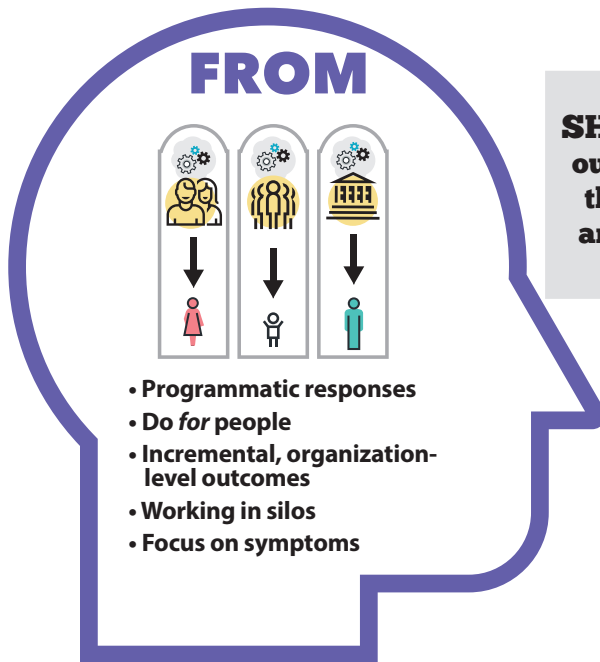 FROM
• Programmatic responses
• Do for people
• Incremental, organization-
level outcomes
• Working in silos
• Focus on symptoms